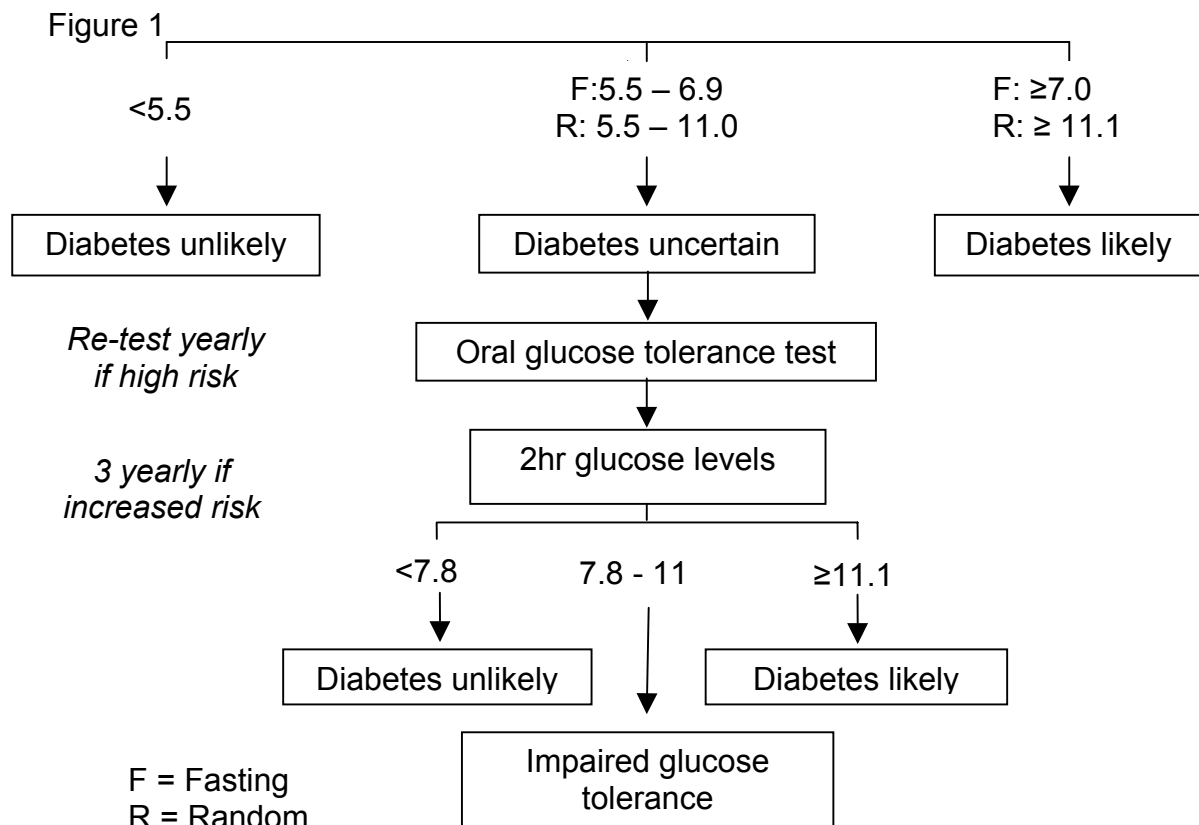 Figure 1
<5.5
F:5.5 – 6.9
R: 5.5 – 11.0
F: ≥7.0
R: ≥ 11.1
Diabetes unlikely
Diabetes uncertain
Diabetes likely
Re-test yearly
if high risk
Oral glucose tolerance test
3 yearly if
increased risk
2hr glucose levels
<7.8
7.8 - 11
≥11.1
Diabetes unlikely
Diabetes likely
Impaired glucose
tolerance
F = Fasting
R = Random